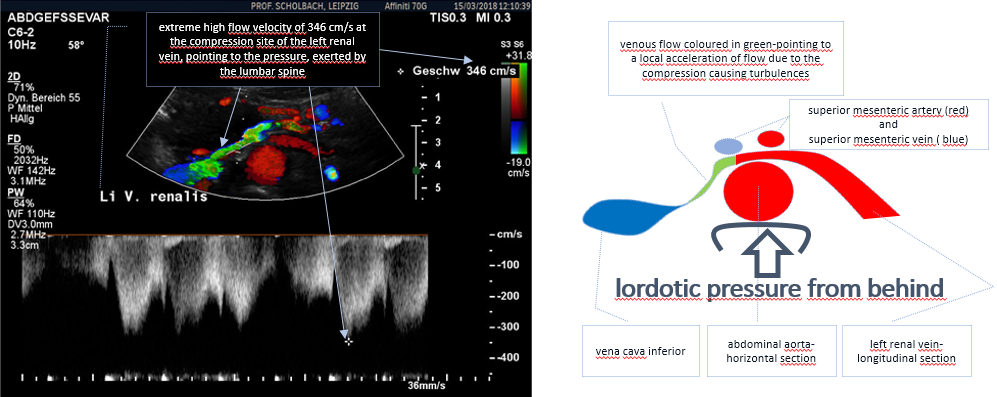 PROF. SCHOLBACH, LEIPZIG Affiniti 70G 15/03/2018 12:10:39
ABDGEFSSEVAR TIS0.3 MI 0.3
C6-2
10Hz 58°
extreme high flow velocity of 346 cm/s at
the compression site of the left renal
vein, pointing to the pressure, exerted by
the lumbar spine
S3 S6
+31.8
Geschw 346 cm/s
2D
71%
Dyn. Bereich 55
P Mittel
HAllg
FD
50%
2032Hz
WF 142Hz
3.1MHz
PW
64%
WF 110Hz
DV3.0mm
2.7MHz
3.3cm
1
2
3
4
5
-19.0
cm/s
Li V. renalis
cm/s
-100
-200
-300
-400
36mm/s
venous flow coloured in green-pointing to
a local acceleration of flow due to the
compression causing turbulences
superior mesenteric artery (red)
and
superior mesenteric vein ( blue)
lordotic pressure from behind
vena cava inferior
abdominal aorta-
horizontal section
left renal vein-
longitudinal section